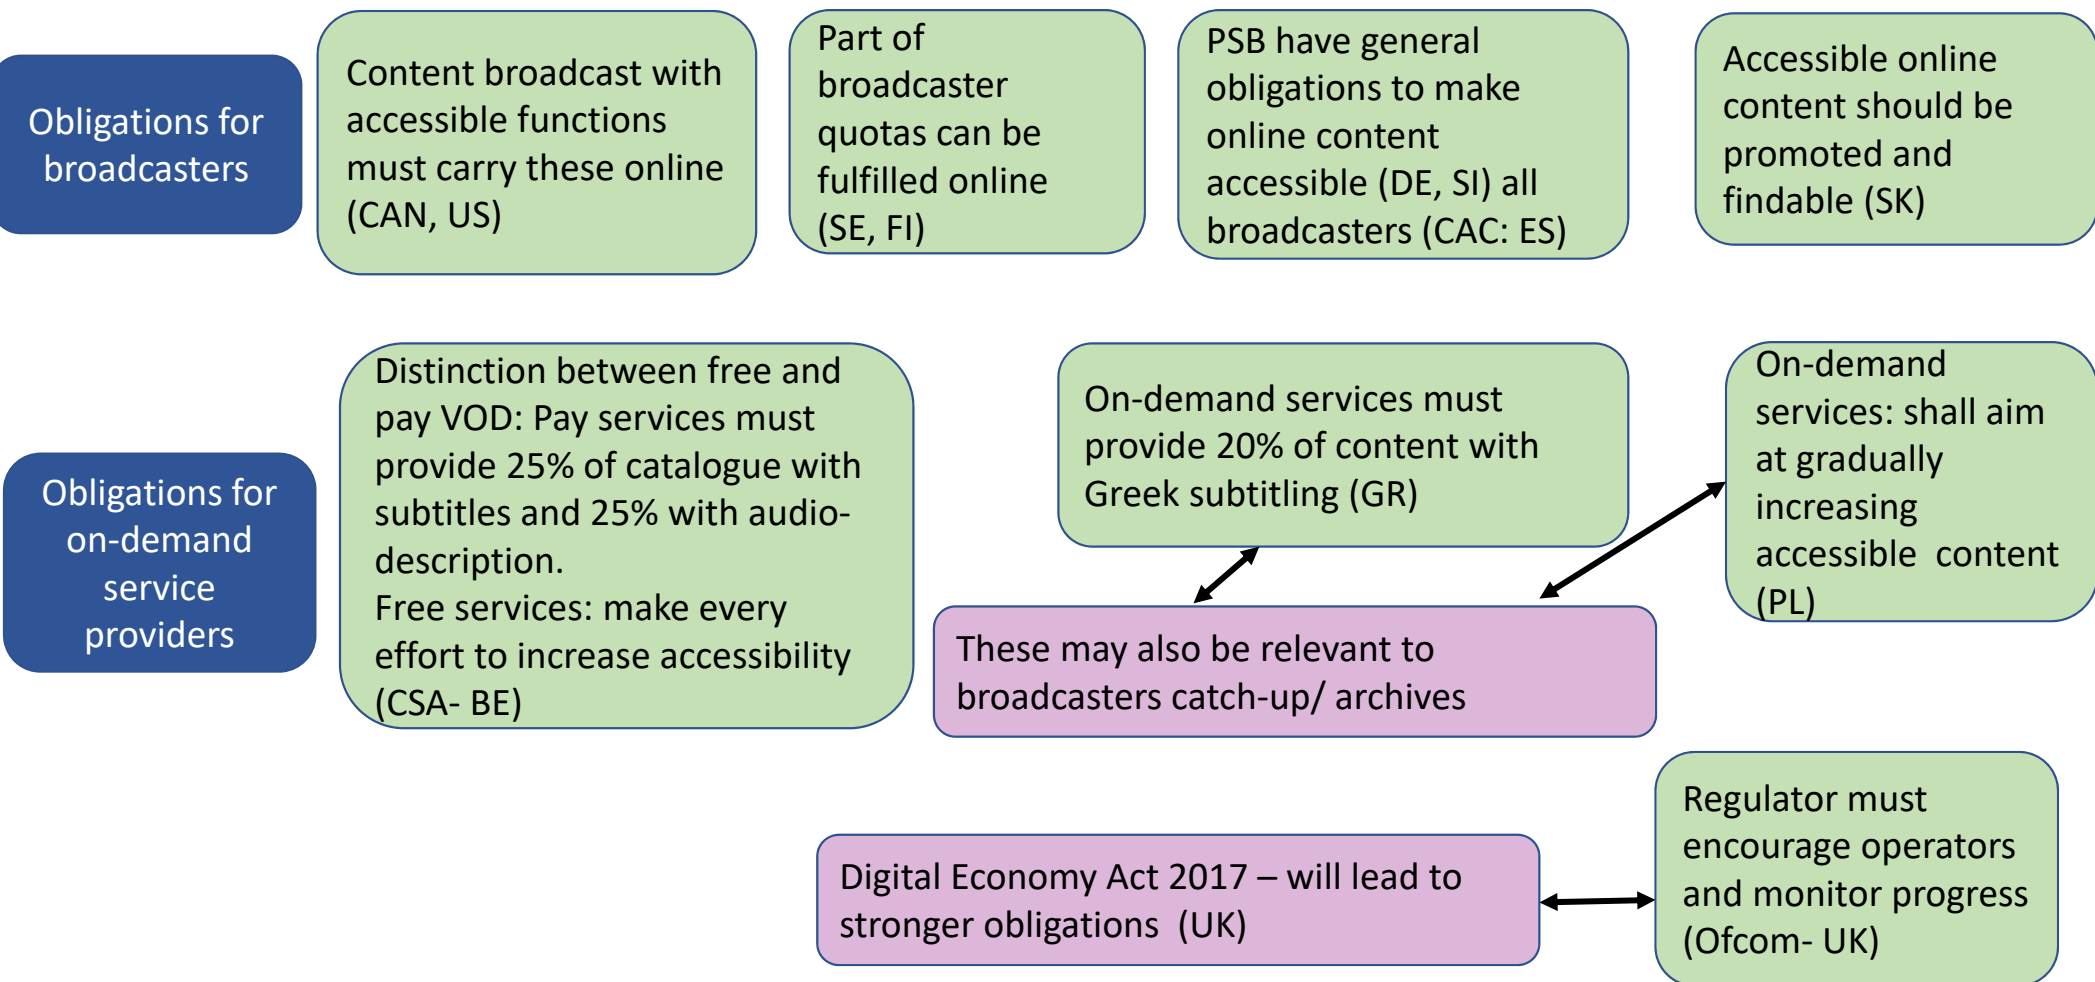 Obligations for
broadcasters
Content broadcast with
accessible functions
must carry these online
(CAN, US)
Part of
broadcaster
quotas can be
fulfilled online
(SE, FI)
PSB have general
obligations to make
online content
accessible (DE, SI) all
broadcasters (CAC: ES)
Accessible online
content should be
promoted and
findable (SK)
Obligations for
on-demand
service
providers
Distinction between free and
pay VOD: Pay services must
provide 25% of catalogue with
subtitles and 25% with audio-
description.
Free services: make every
effort to increase accessibility
(CSA- BE)
On-demand services must
provide 20% of content with
Greek subtitling (GR)
On-demand
services: shall aim
at gradually
increasing
accessible  content
(PL)
These may also be relevant to
broadcasters catch-up/ archives
Digital Economy Act 2017 – will lead to
stronger obligations  (UK)
Regulator must
encourage operators
and monitor progress
(Ofcom- UK)